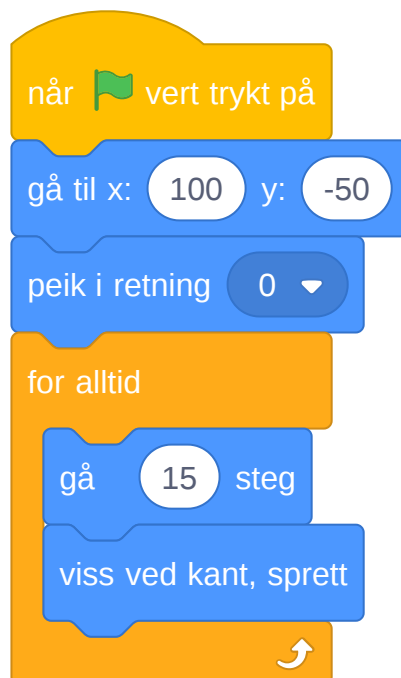 når vert trykt på
gå til x: 100 y: -50
peik i retning 0
for alltid
gå 15 steg
viss ved kant, sprett